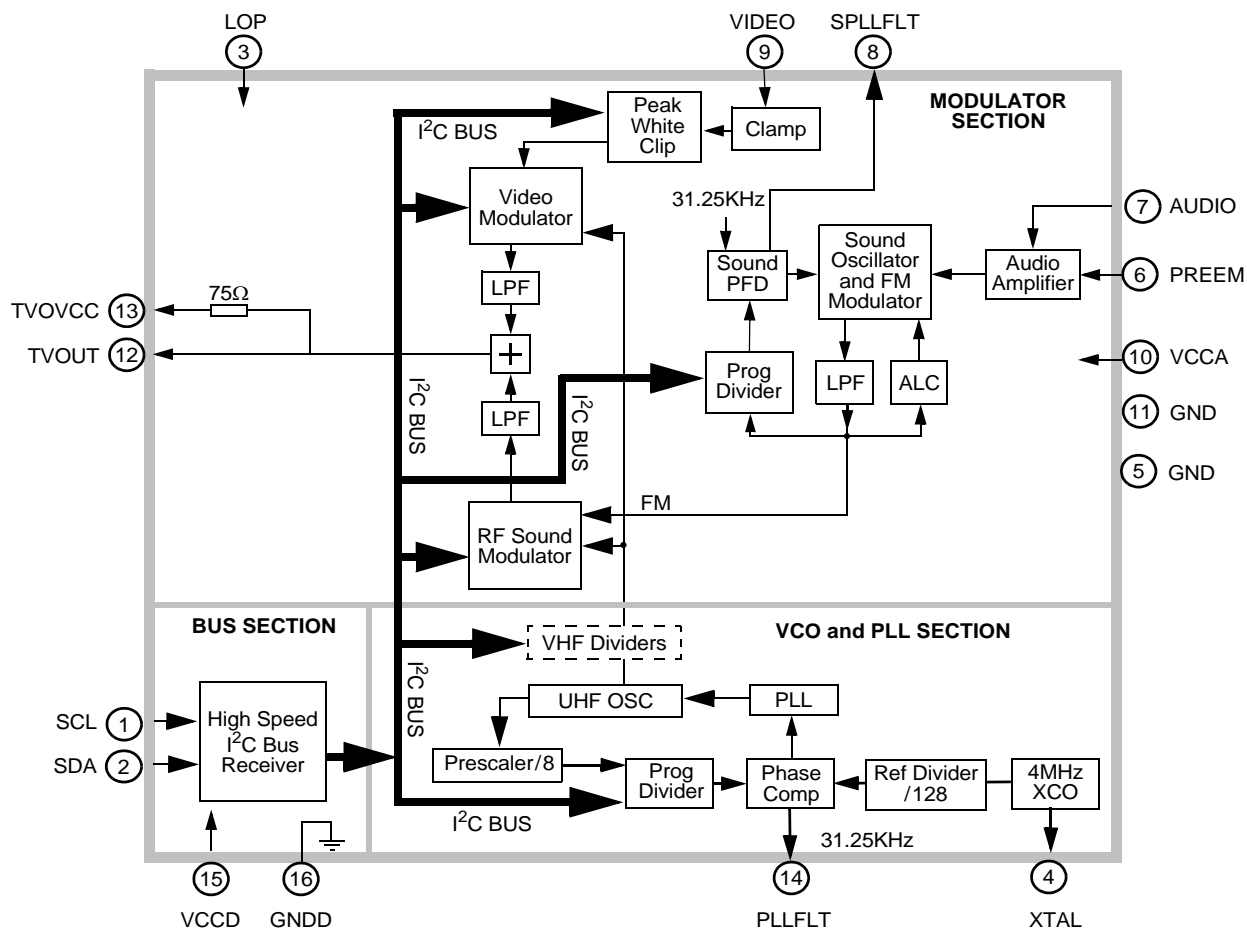 LOP
3
VIDEO
9
SPLLFLT
8
MODULATOR
SECTION
I²C BUS
Peak
White
Clip
Clamp
Video
Modulator
31.25KHz
7 AUDIO
Sound
PFD
Sound
Oscillator
and FM
Modulator
Audio
Amplifier
6 PREEM
LPF
75Ω
TVOVCC 13
TVOUT 12
+
10 VCCA
Prog
Divider
LPF
ALC
I²C BUS
I²C BUS
LPF
11 GND
5 GND
FM
RF Sound
Modulator
BUS SECTION
VCO and PLL SECTION
VHF Dividers
I²C BUS
UHF OSC
PLL
SCL 1
SDA 2
High Speed
I²C Bus
Receiver
Prescaler/8
Prog
Divider
Phase
Comp
Ref Divider
/128
4MHz
XCO
I²C BUS
31.25KHz
15
VCCD
16
GNDD
14
PLLFLT
4
XTAL